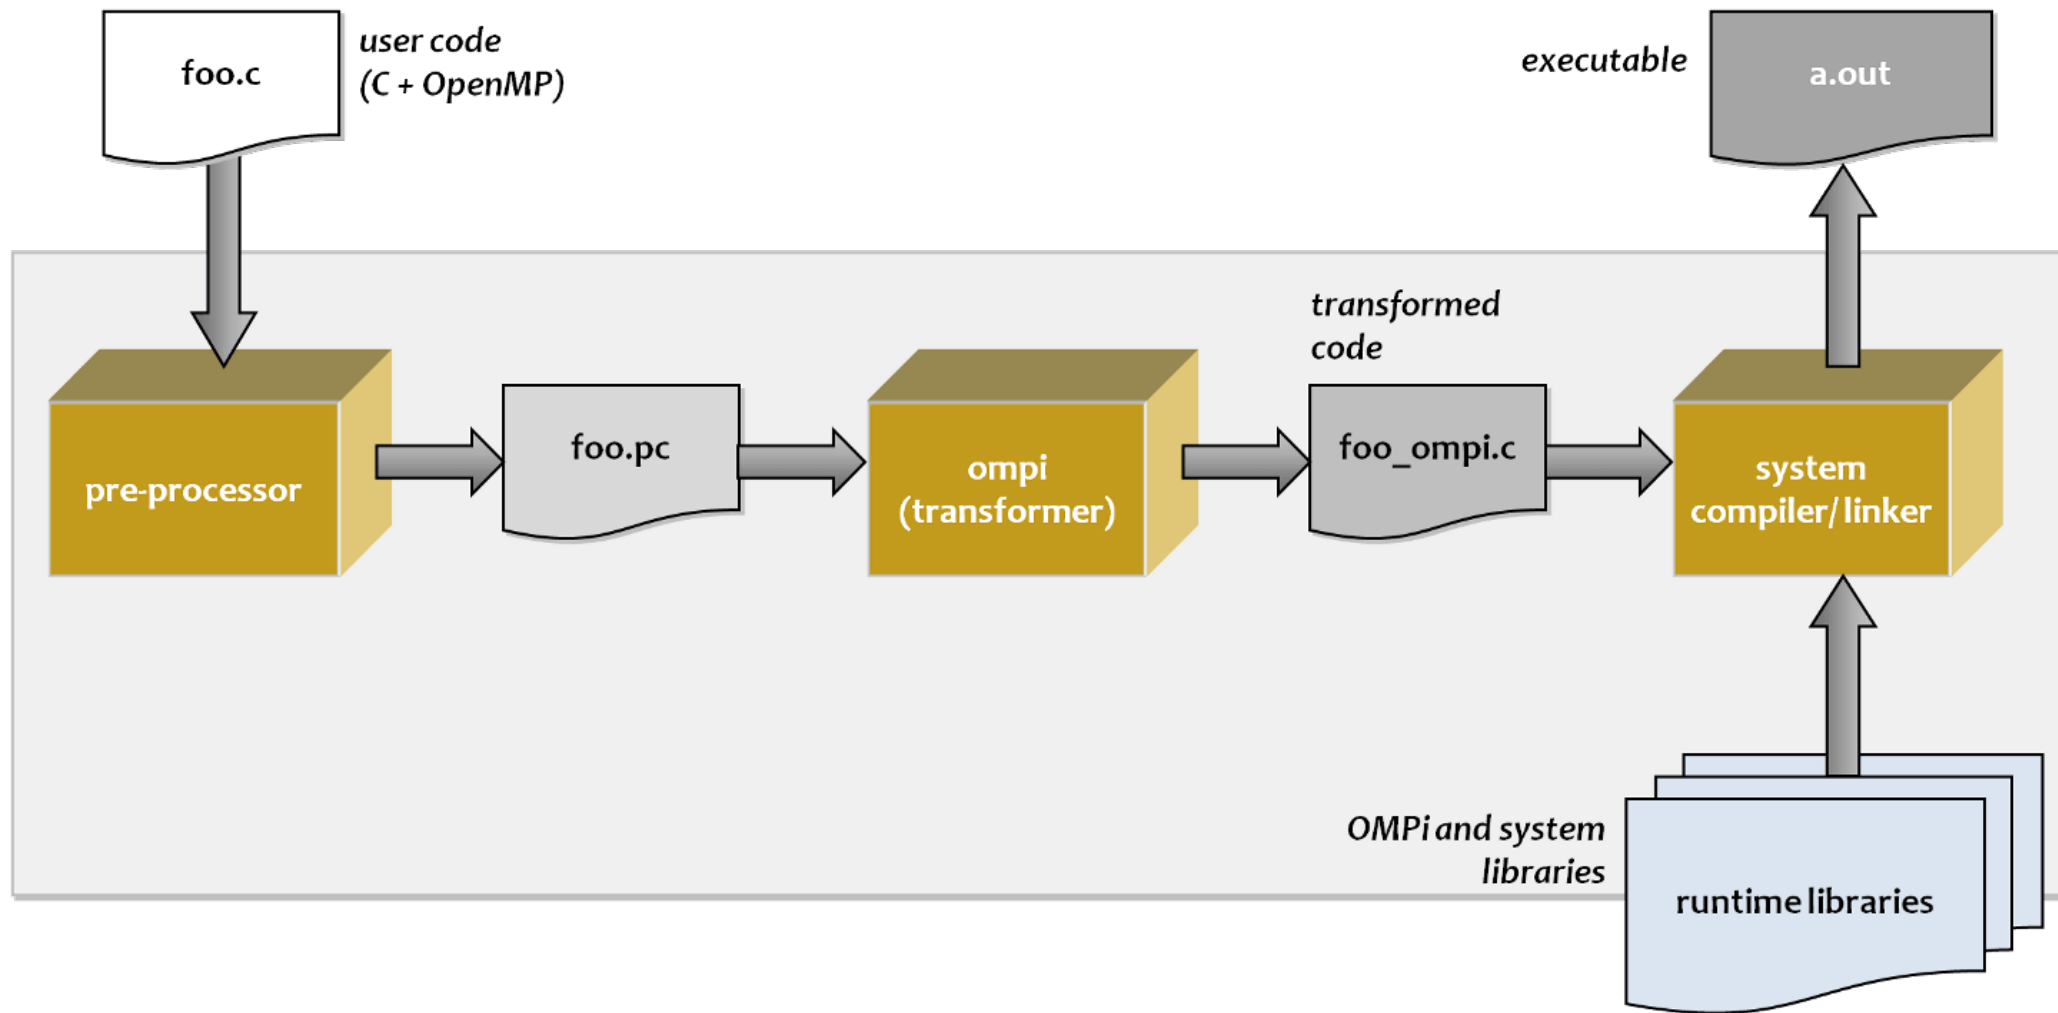 foo.c
user code
(C + OpenMP)
executable
a.out
transformed
code
pre-processor
foo.pc
ompi
(transformer)
foo_ompi.c
system
compiler/ linker
OMPi and system
libraries
runtime libraries